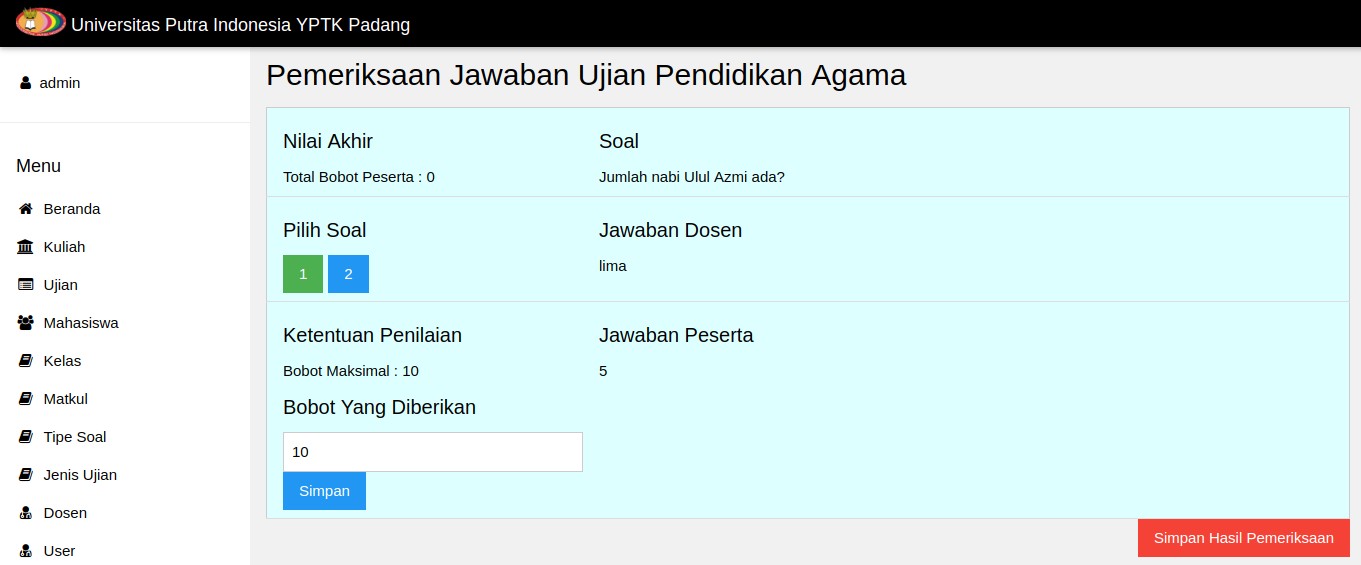 Universitas Putra Indonesia YPTK Padang
admin
Menu
Beranda
Kuliah
Ujian
Mahasiswa
Kelas
Matkul
Tipe Soal
Jenis Ujian
Dosen
User
Pemeriksaan Jawaban Ujian Pendidikan Agama
Nilai Akhir
Total Bobot Peserta : 0
Soal
Jumlah nabi Ulul Azmi ada?
Pilih Soal
1 2
Jawaban Dosen
lima
Ketentuan Penilaian
Bobot Maksimal : 10
Bobot Yang Diberikan
10
Simpan
Jawaban Peserta
5
Simpan Hasil Pemeriksaan